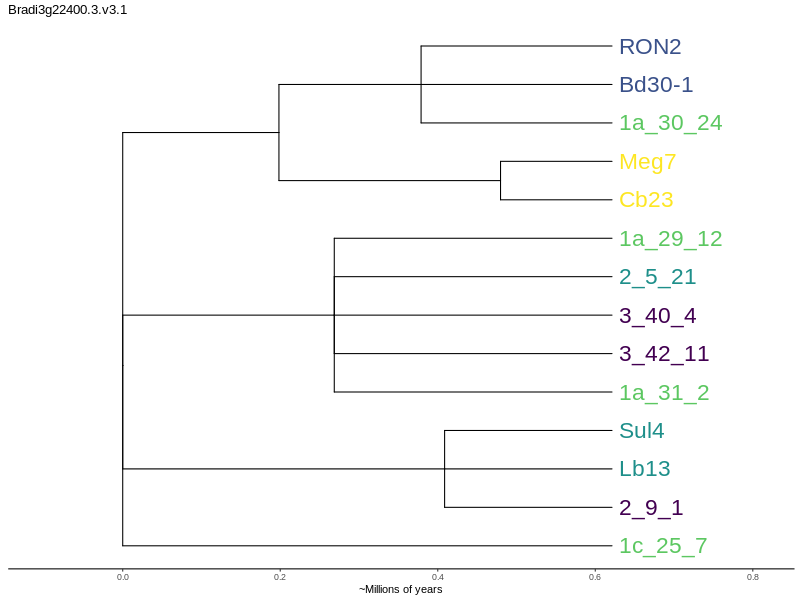 Bradi3g22400.3.v3.1
RON2
Bd30-1
1a_30_24
Meg7
Cb23
1a_29_12
2_5_21
3_40_4
3_42_11
1a_31_2
Sul4
Lb13
2_9_1
1c_25_7
0.0 0.2 0.4 0.6 0.8
~Millions of years